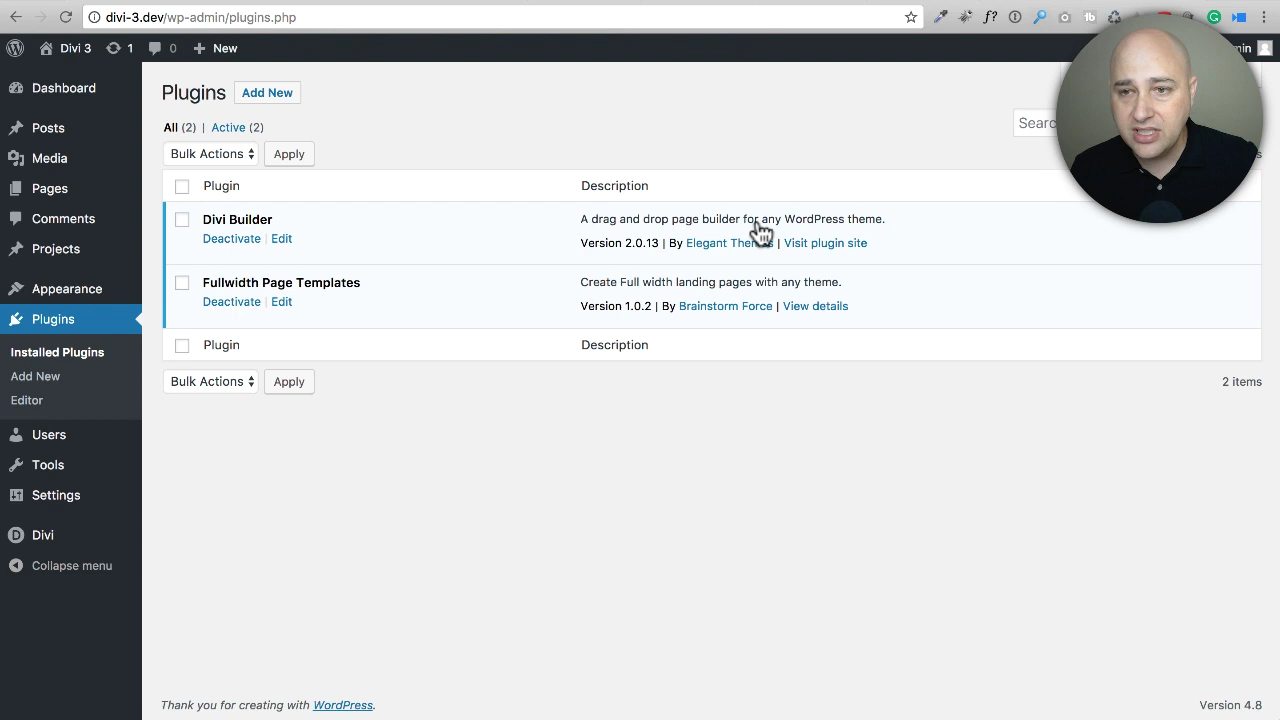 divi-3.dev/wp-admin/plugins.php
Divi 3
1
0
New
Dashboard
Posts
Media
Pages
Comments
Projects
Appearance
Plugins
Installed Plugins
Add New
Editor
Users
Tools
Settings
Divi
Collapse menu
Plugins
Add New
All (2) | Active (2)
Bulk Actions
Apply
Plugin
Description
Divi Builder
Deactivate | Edit
A drag and drop page builder for any WordPress theme.
Version 2.0.13 | By Elegant | Visit plugin site
Fullwidth Page Templates
Deactivate | Edit
Create Full width landing pages with any theme.
Version 1.0.2 | By Brainstorm Force | View details
Plugin
Description
Bulk Actions
Apply
2 items
Thank you for creating with WordPress.
Version 4.8